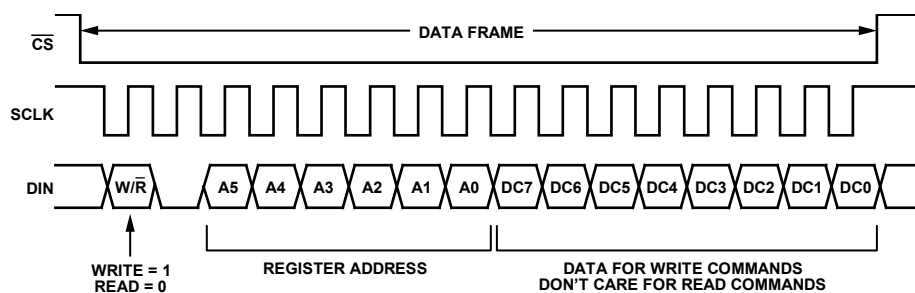 DATA FRAME
CS
SCLK
DIN
W/R
A5 A4 A3 A2 A1 A0 DC7 DC6 DC5 DC4 DC3 DC2 DC1 DC0
WRITE = 1
READ = 0
REGISTER ADDRESS
DATA FOR WRITE COMMANDS
DON'T CARE FOR READ COMMANDS